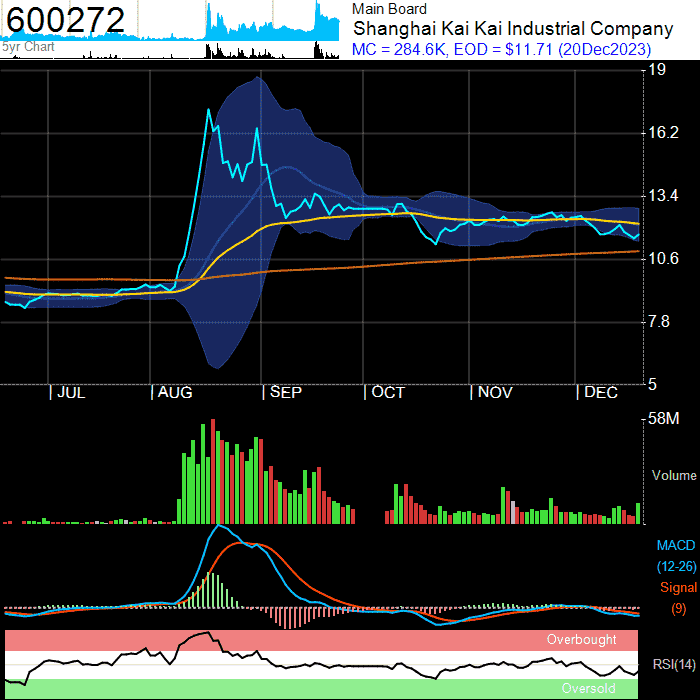 600272
5yr Chart
Main Board
Shanghai Kai Kai Industrial Company
MC = 284.6K, EOD = $11.71 (20Dec2023)
19
16.2
13.4
10.6
7.8
5
| JUL | AUG | SEP | OCT | NOV | DEC
58M
Volume
MACD
(12-26)
Signal
(9)
Overbought
RSI(14)
Oversold